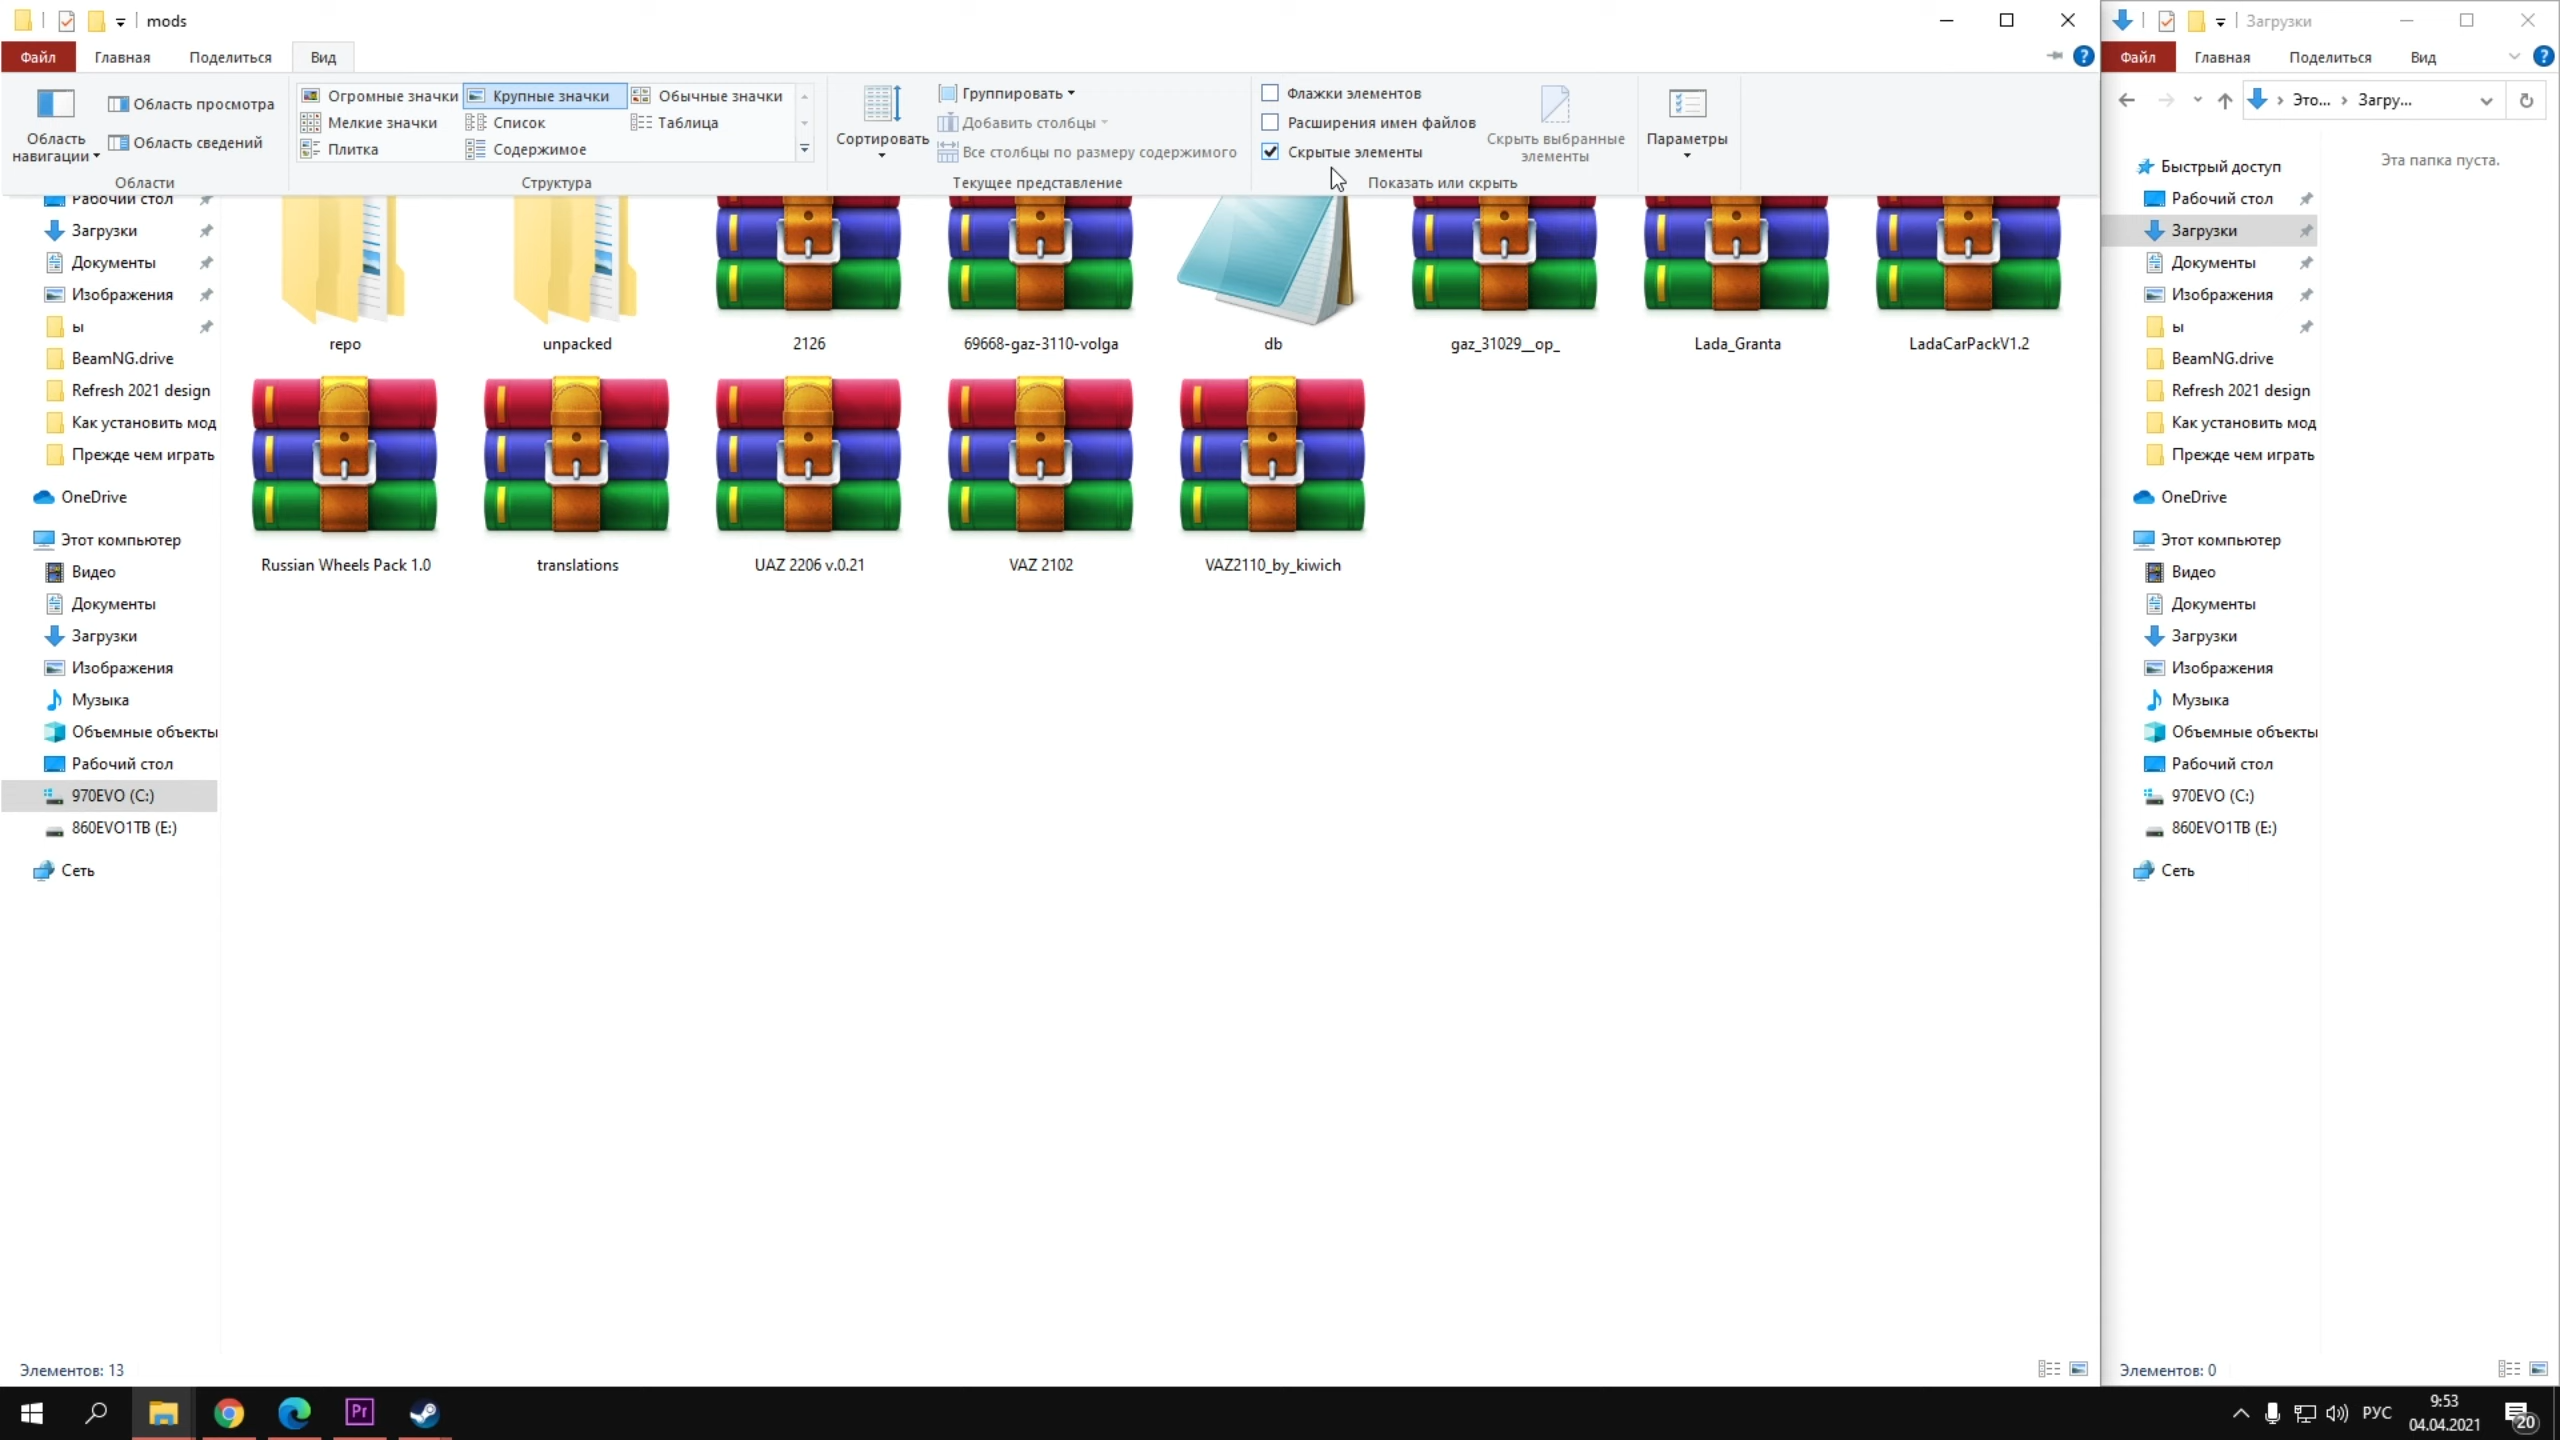 mods
Файл
Главная
Поделиться
Вид
Область навигации
Область просмотра
Область сведений
Области
Огромные значки
Крупные значки
Обычные значки
Мелкие значки
Список
Таблица
Плитка
Содержимое
Структура
Сортировать
Группировать
Добавить столбцы
Все столбцы по размеру содержимого
Текущее представление
Флажки элементов
Расширения имен файлов
Скрытые элементы
Скрыть выбранные элементы
Показать или скрыть
Параметры
Рабочий стол
Загрузки
Документы
Изображения
ы
BeamNG.drive
Refresh 2021 design
Как установить мод
Прежде чем играть
OneDrive
Этот компьютер
Видео
Документы
Загрузки
Изображения
Музыка
Объемные объекты
Рабочий стол
970EVO (C:)
860EVO1TB (E:)
Сеть
repo
unpacked
2126
69668-gaz-3110-volga
db
gaz_31029__op_
Lada_Granta
LadaCarPackV1.2
Russian Wheels Pack 1.0
translations
UAZ 2206 v.0.21
VAZ 2102
VAZ2110_by_kiwich
Элементов: 13
Загрузки
Файл
Главная
Поделиться
Вид
Это...
Загру...
Эта папка пуста.
Быстрый доступ
Рабочий стол
Загрузки
Документы
Изображения
ы
BeamNG.drive
Refresh 2021 design
Как установить мод
Прежде чем играть
OneDrive
Этот компьютер
Видео
Документы
Загрузки
Изображения
Музыка
Объемные объекты
Рабочий стол
970EVO (C:)
860EVO1TB (E:)
Сеть
Элементов: 0
Pr
РУС
9:53
04.04.2021
20